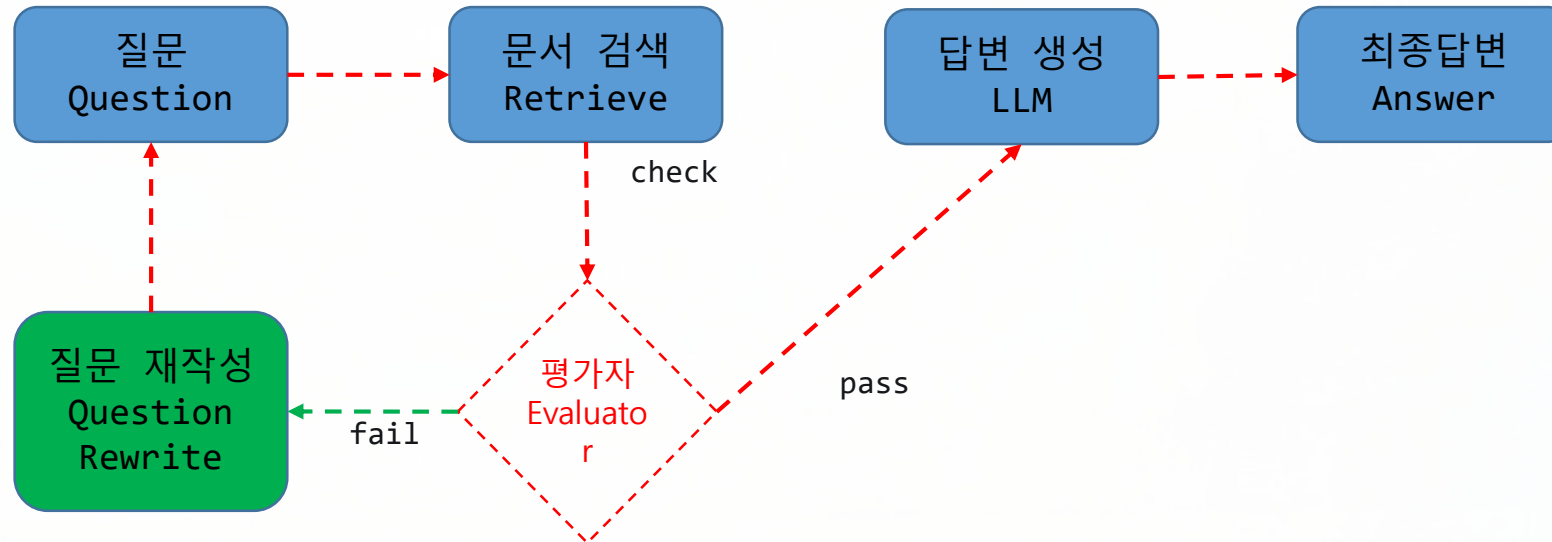 질문
Question
문서 검색
Retrieve
답변 생성
LLM
최종답변
Answer
check
질문 재작성
Question
Rewrite
fail
평가자
Evaluato
r
pass